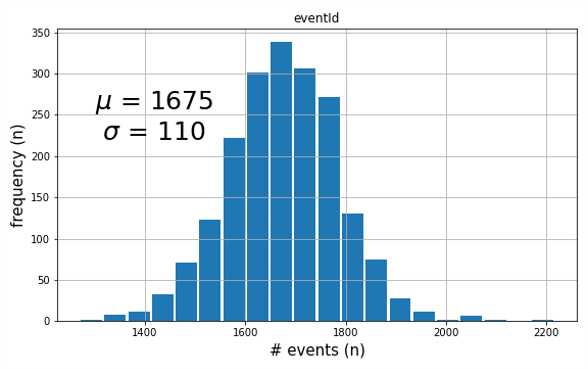 eventId
350
300
250
200
150
100
50
0
frequency (n)
μ = 1675
σ = 110
1400 1600 1800 2000 2200
# events (n)